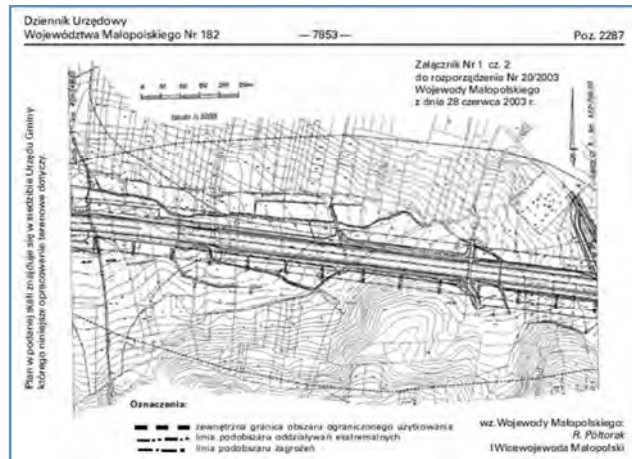 Dziennik Urzędowy
Województwa Małopolskiego Nr 182 — 7853 — Poz. 2287
Załącznik Nr 1 cz. 2
do rozporządzenia Nr 20/2003
Wojewody Małopolskiego
z dnia 28 czerwca 2003 r.
Plan w podanej skali znajduje się w siedzibie Urzędu Gminy
którego niniejsze opracowanie terenowe dotyczy.
Oznaczenia:
zewnętrzna granica obszaru ograniczonego użytkowania
linia podobszaru oddziaływań ekstremalnych
linia podobszaru zagrożeń
wz. Wojewody Małopolskiego:
R. Półtorak
I Wicewojewoda Małopolski